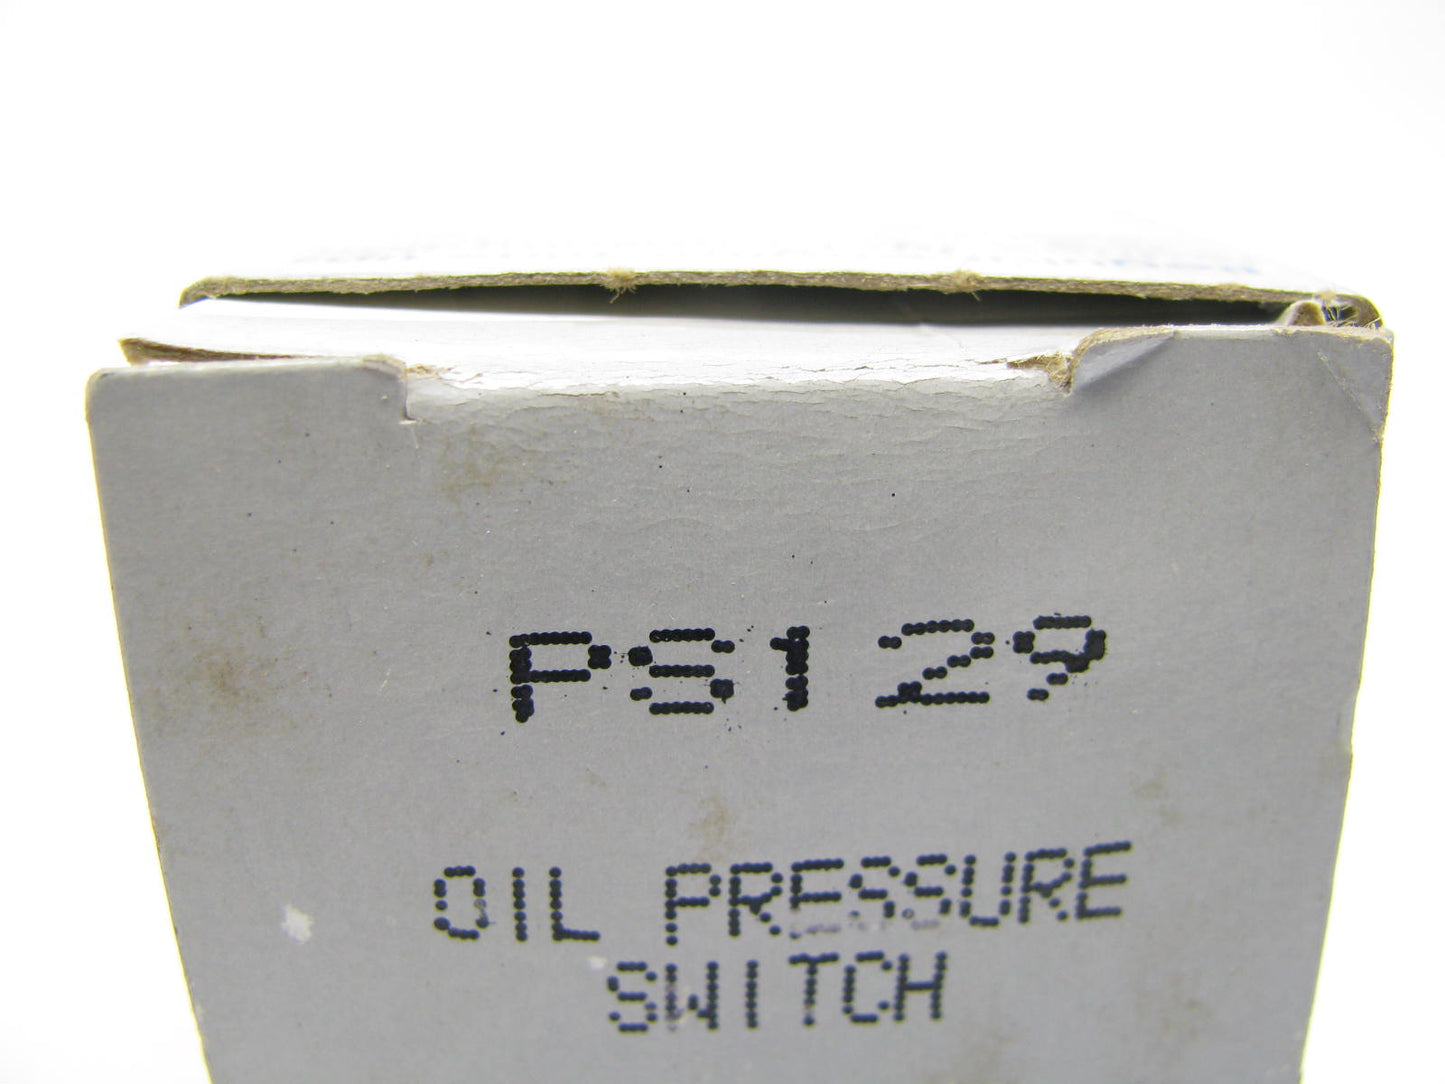 PS129
OIL PRESSURE
SWITCH